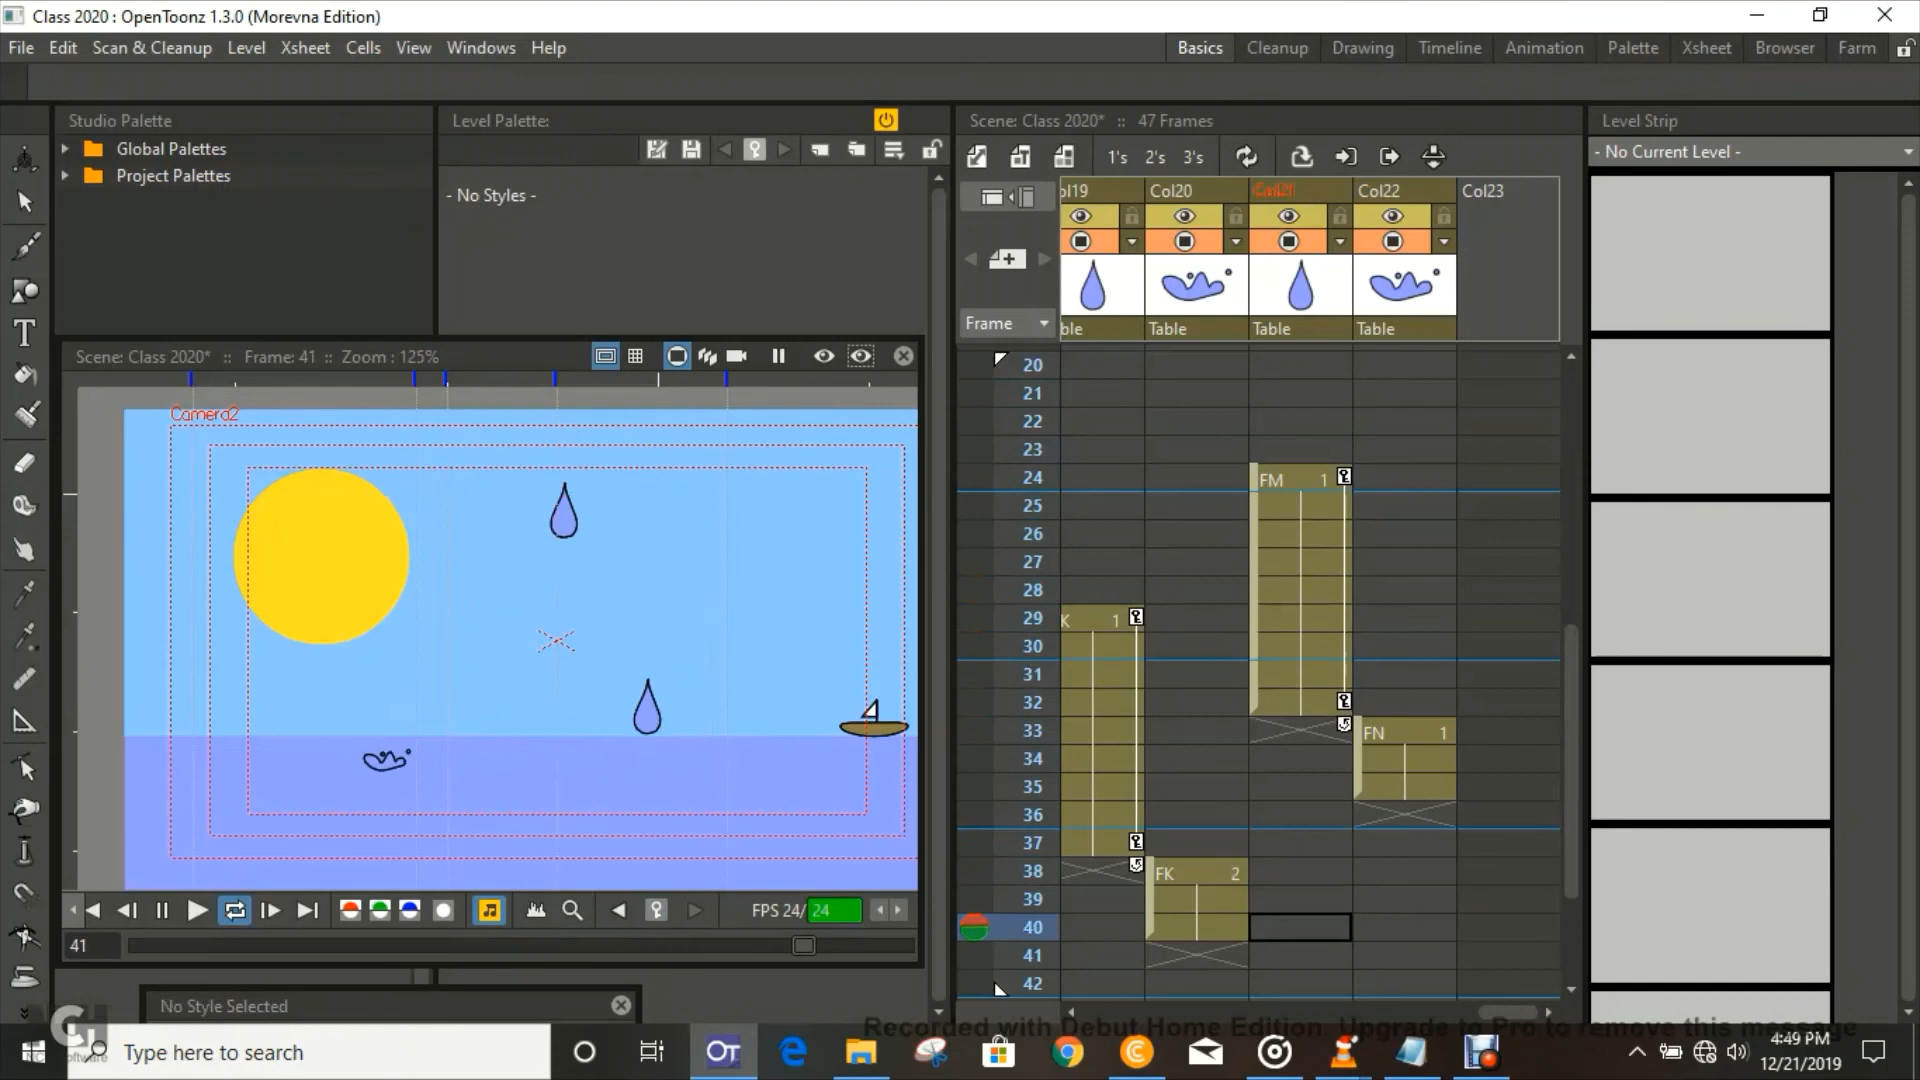 Class 2020 : OpenToonz 1.3.0 (Morevna Edition)
File Edit Scan & Cleanup Level Xsheet Cells View Windows Help
Basics Cleanup Drawing Timeline Animation Palette Xsheet Browser Farm
Studio Palette
Global Palettes
Project Palettes
Level Palette:
- No Styles -
Scene: Class 2020* :: 47 Frames
1's 2's 3's
Col20 Col21 Col22 Col23
Frame
Table Table Table
Level Strip
- No Current Level -
Scene: Class 2020* :: Frame: 41 :: Zoom : 125%
Camera2
20
21
22
23
24 FM 1
25
26
27
28
29 K 1
30
31
32
33 FN 1
34
35
36
37
38 FK 2
39
40
41
42
FPS 24/ 24
41
No Style Selected
Recorded with Debut Home Edition. Upgrade to Pro to remove this message
Type here to search
4:49 PM
12/21/2019